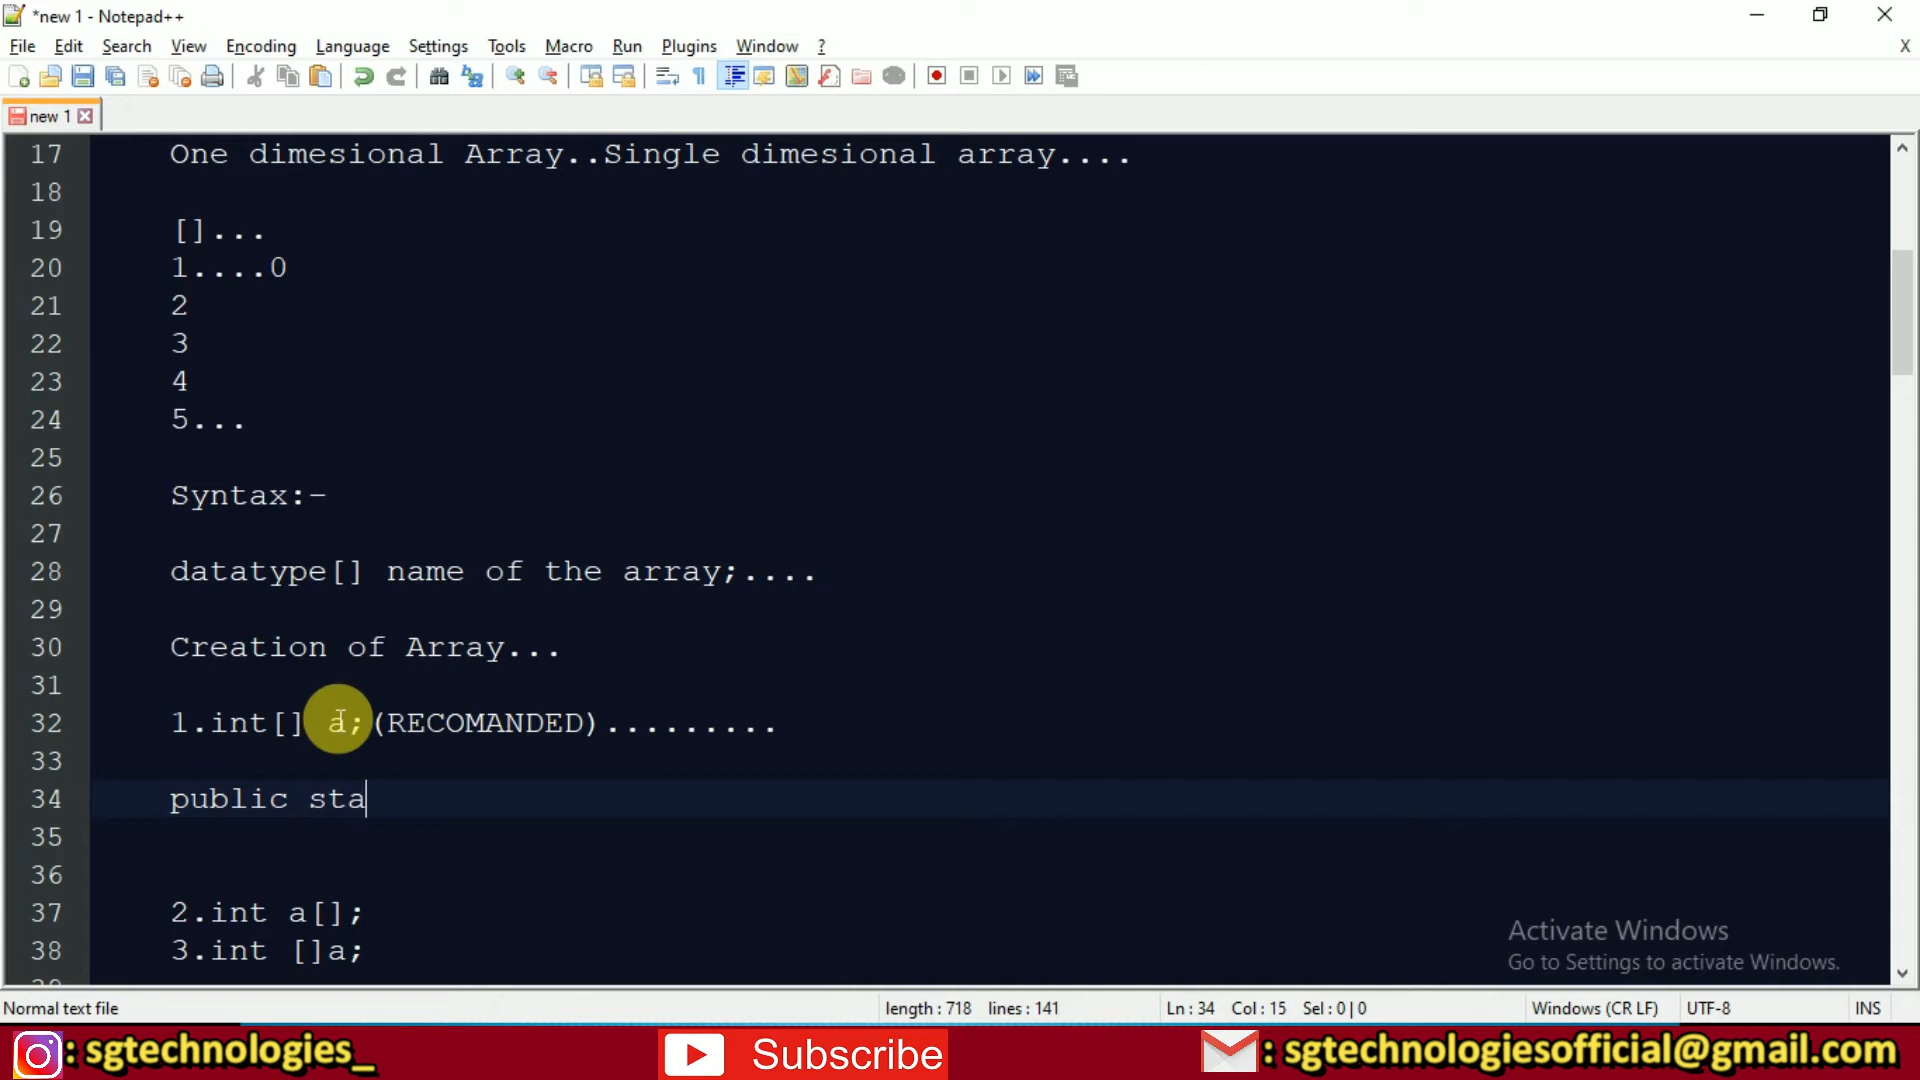 *new 1 - Notepad++
File Edit Search View Encoding Language Settings Tools Macro Run Plugins Window ? X
new 1
17 One dimesional Array..Single dimesional array....
18
19 []...
20 1....0
21 2
22 3
23 4
24 5...
25
26 Syntax:-
27
28 datatype[] name of the array;....
29
30 Creation of Array...
31
32 1.int[] a;(RECOMANDED).........
33
34 public sta
35
36
37 2.int a[];
38 3.int []a;
Activate Windows
Go to Settings to activate Windows.
Normal text file length : 718 lines : 141 Ln : 34 Col : 15 Sel : 0 | 0 Windows (CR LF) UTF-8 INS
: sgtechnologies_ Subscribe : sgtechnologiesofficial@gmail.com